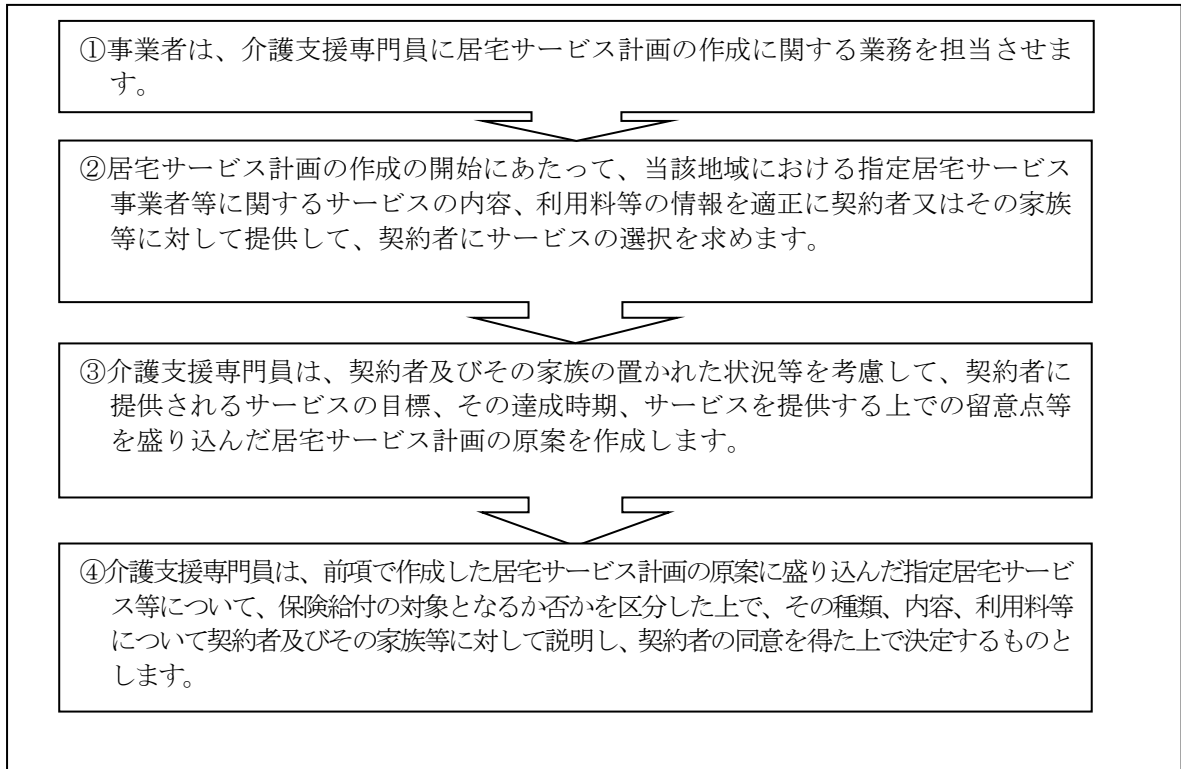 ①事業者は、介護支援専門員に居宅サービス計画の作成に関する業務を担当させま
す。
②居宅サービス計画の作成の開始にあたって、当該地域における指定居宅サービス
事業者等に関するサービスの内容、利用料等の情報を適正に契約者又はその家族
等に対して提供して、契約者にサービスの選択を求めます。
③介護支援専門員は、契約者及びその家族の置かれた状況等を考慮して、契約者に
提供されるサービスの目標、その達成時期、サービスを提供する上での留意点等
を盛り込んだ居宅サービス計画の原案を作成します。
④介護支援専門員は、前項で作成した居宅サービス計画の原案に盛り込んだ指定居宅サービ
ス等について、保険給付の対象となるか否かを区分した上で、その種類、内容、利用料等
について契約者及びその家族等に対して説明し、契約者の同意を得た上で決定するものと
します。